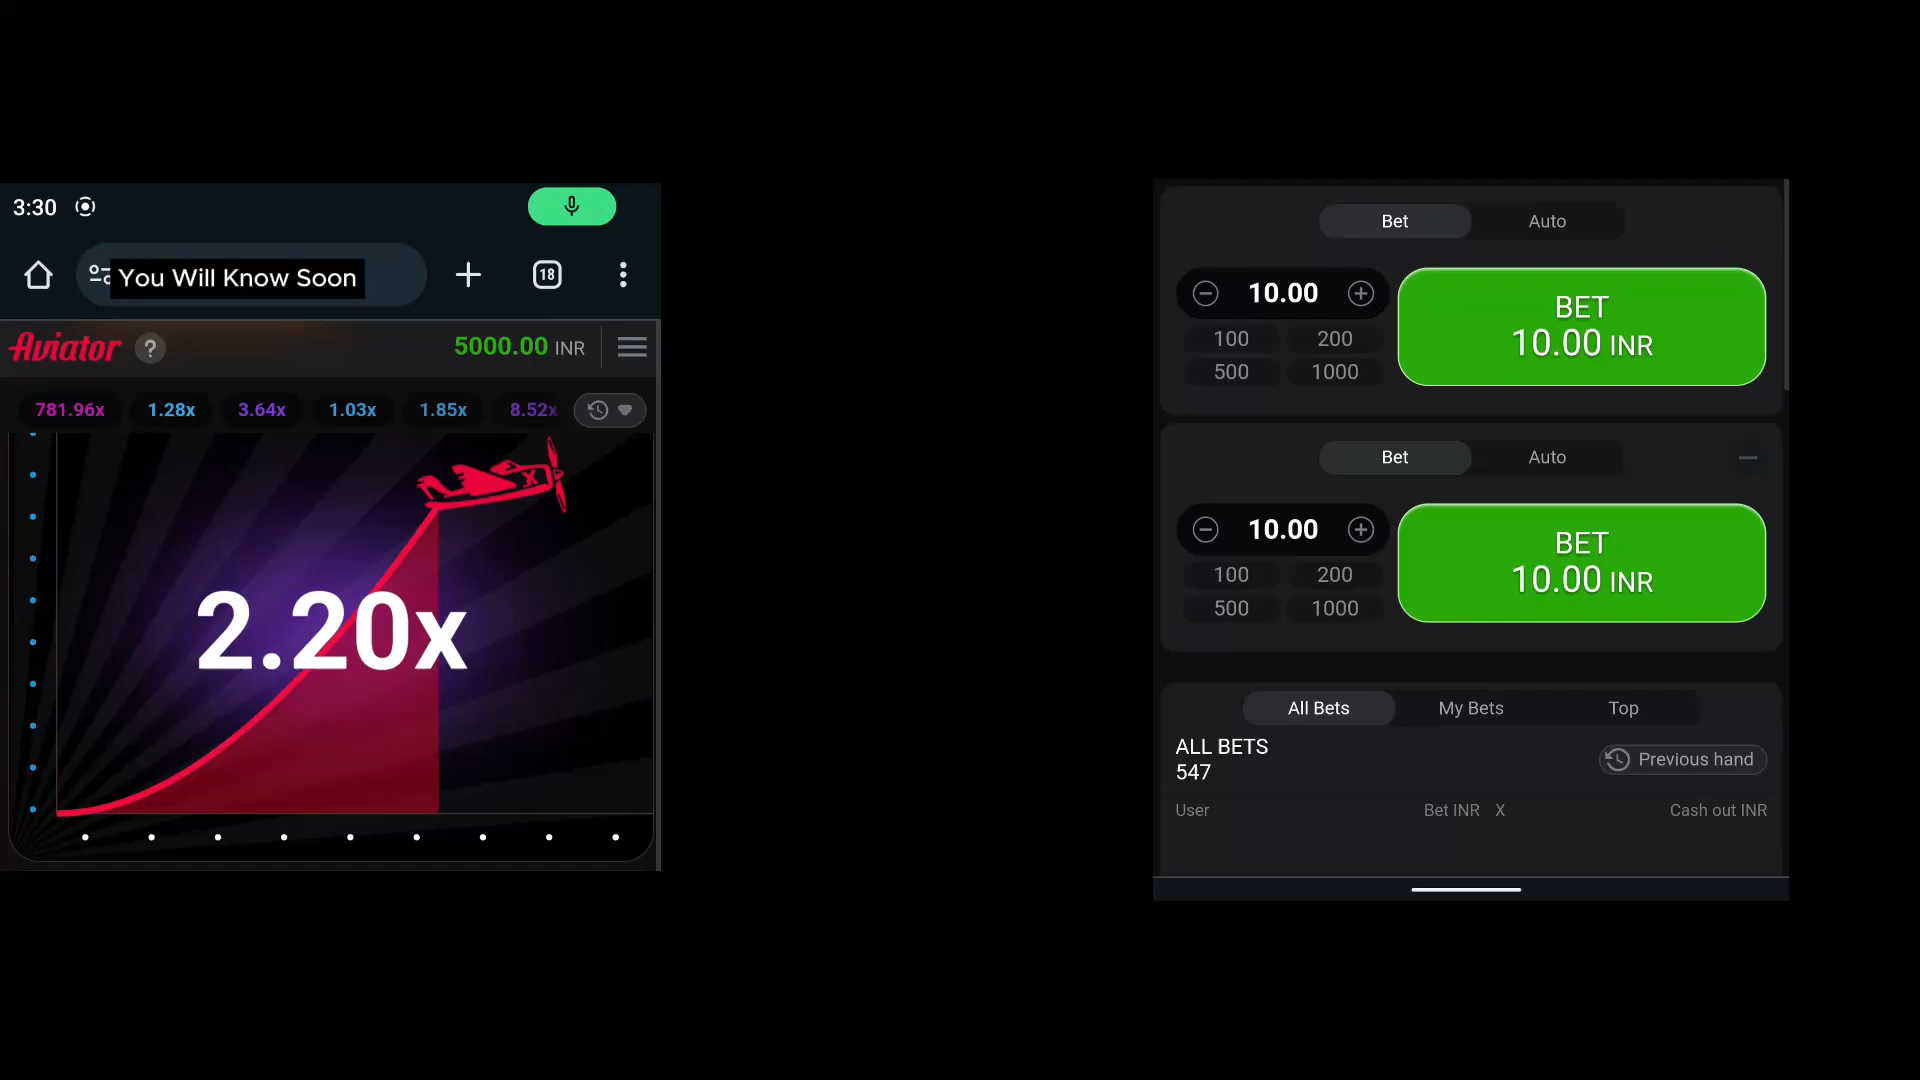 3:30
You Will Know Soon
18
Aviator ?
5000.00 INR
781.96x 1.28x 3.64x 1.03x 1.85x 8.52x
X
2.20x
Bet Auto
10.00
BET
10.00 INR
100 200
500 1000
Bet Auto
10.00
BET
10.00 INR
100 200
500 1000
All Bets My Bets Top
ALL BETS
547
Previous hand
User Bet INR X Cash out INR